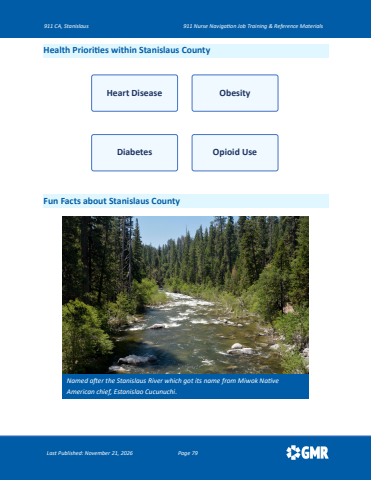 911 CA, Stanislaus
911 Nurse Navigation Job Training & Reference Materials
Health Priorities within Stanislaus County
Heart Disease
Obesity
Diabetes
Opioid Use
Fun Facts about Stanislaus County
Named after the Stanislaus River which got its name from Miwok Native
American chief, Estanislao Cucunuchi.
Last Published: November 21, 2026
Page 79
GMR